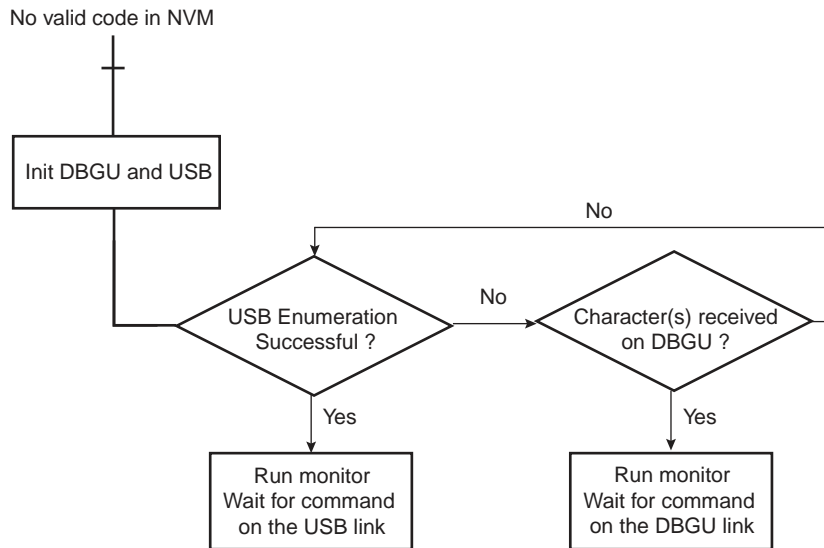 No valid code in NVM
Init DBGU and USB
No
USB Enumeration
Successful ?
No
Character(s) received
on DBGU ?
Yes
Yes
Run monitor
Wait for command
on the USB link
Run monitor
Wait for command
on the DBGU link